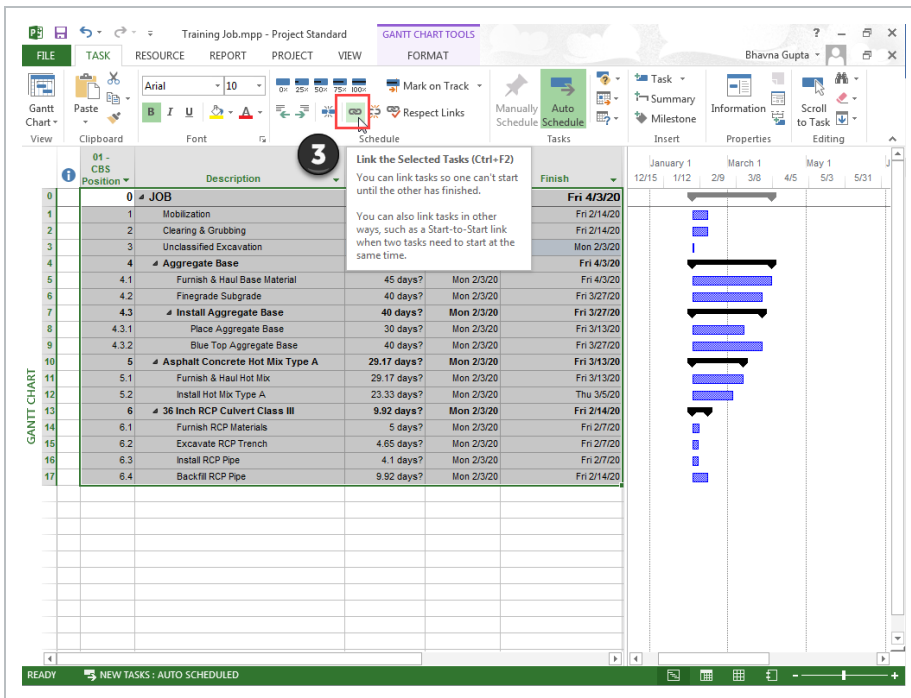 Training Job.mpp - Project Standard
GANTT CHART TOOLS
?
FILE TASK RESOURCE REPORT PROJECT VIEW FORMAT
Bhavna Gupta
Gantt Chart
View
Paste
Clipboard
Arial 10
B I U A
Font
0× 25× 50× 75× 100×
Mark on Track
Respect Links
Schedule
Manually Schedule
Auto Schedule
Tasks
Task
Summary
Milestone
Insert
Information
Properties
Scroll to Task
Editing
3
Link the Selected Tasks (Ctrl+F2)
You can link tasks so one can't start
until the other has finished.
You can also link tasks in other
ways, such as a Start-to-Start link
when two tasks need to start at the
same time.
01 - CBS Position Description Finish
January 1 March 1 May 1
12/15 1/12 2/9 3/8 4/5 5/3 5/31
0 0 JOB Fri 4/3/20
1 1 Mobilization Fri 2/14/20
2 2 Clearing & Grubbing Fri 2/14/20
3 3 Unclassified Excavation Mon 2/3/20
4 4 Aggregate Base Fri 4/3/20
5 4.1 Furnish & Haul Base Material 45 days? Mon 2/3/20 Fri 4/3/20
6 4.2 Finegrade Subgrade 40 days? Mon 2/3/20 Fri 3/27/20
7 4.3 Install Aggregate Base 40 days? Mon 2/3/20 Fri 3/27/20
8 4.3.1 Place Aggregate Base 30 days? Mon 2/3/20 Fri 3/13/20
9 4.3.2 Blue Top Aggregate Base 40 days? Mon 2/3/20 Fri 3/27/20
10 5 Asphalt Concrete Hot Mix Type A 29.17 days? Mon 2/3/20 Fri 3/13/20
11 5.1 Furnish & Haul Hot Mix 29.17 days? Mon 2/3/20 Fri 3/13/20
12 5.2 Install Hot Mix Type A 23.33 days? Mon 2/3/20 Thu 3/5/20
13 6 36 Inch RCP Culvert Class III 9.92 days? Mon 2/3/20 Fri 2/14/20
14 6.1 Furnish RCP Materials 5 days? Mon 2/3/20 Fri 2/7/20
15 6.2 Excavate RCP Trench 4.65 days? Mon 2/3/20 Fri 2/7/20
16 6.3 Install RCP Pipe 4.1 days? Mon 2/3/20 Fri 2/7/20
17 6.4 Backfill RCP Pipe 9.92 days? Mon 2/3/20 Fri 2/14/20
GANTT CHART
READY NEW TASKS : AUTO SCHEDULED